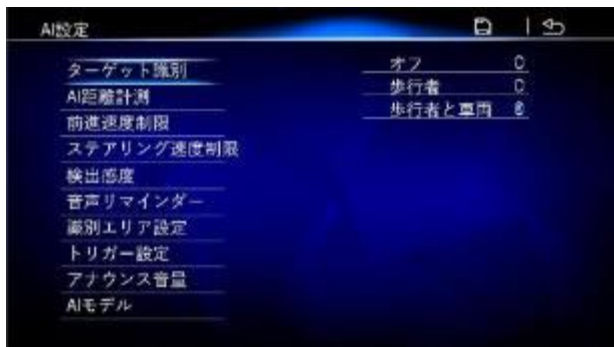 AI設定
ターゲット識別
AI距離計測
前進速度制限
ステアリング速度制限
検出感度
音声リマインダー
識別エリア設定
トリガー設定
アナウンス音量
AIモデル
オフ
歩行者
歩行者と車両